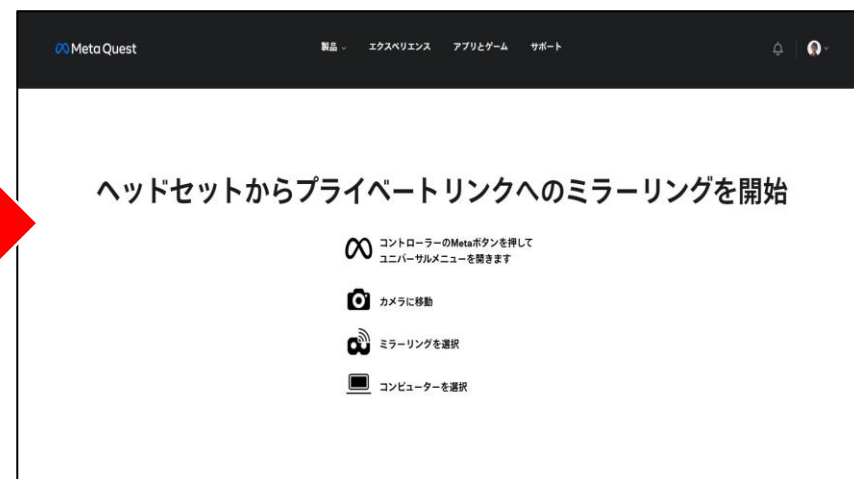 Meta Quest
製品 エクスペリエンス アプリとゲーム サポート
ヘッドセットからプライベートリンクへのミラーリングを開始
コントローラーのMetaボタンを押して
ユニバーサルメニューを開きます
カメラに移動
ミラーリングを選択
コンピューターを選択